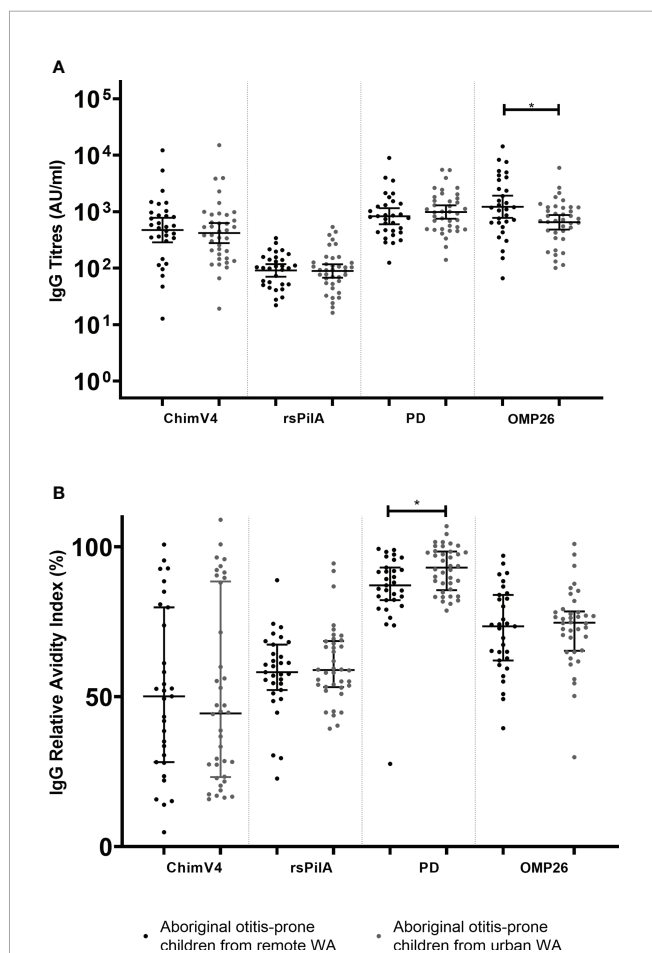 A
IgG Titres (AU/ml)
10⁵
10⁴
10³
10²
10¹
10⁰
*
ChimV4 rsPilA PD OMP26
B
IgG Relative Avidity Index (%)
100
50
0
*
ChimV4 rsPilA PD OMP26
Aboriginal otitis-prone
children from remote WA
Aboriginal otitis-prone
children from urban WA